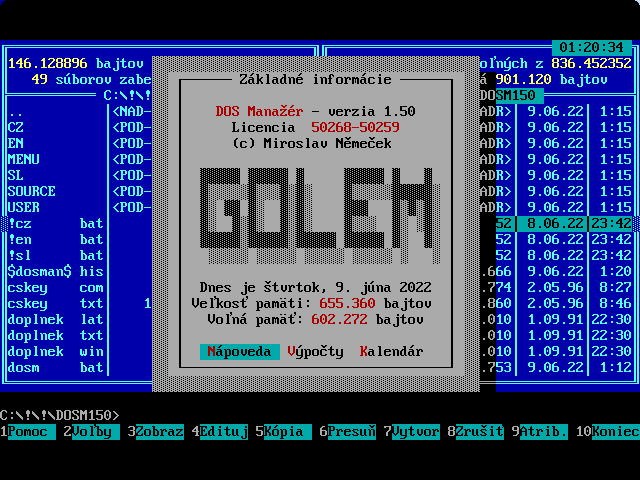 01:20:34
146.128896 bajtov oľných z 836.452352
49 súborov zabe á 901.120 bajtov
C:\!\! DOSM150
Základné informácie
DOS Manažér - verzia 1.50
Licencia 50268-50259
(c) Miroslav Němeček
GOLEM
Dnes je štvrtok, 9. júna 2022
Veľkosť pamäti: 655.360 bajtov
Voľná pamäť: 602.272 bajtov
Nápoveda Výpočty Kalendár
.. <NAD- ADR> 9.06.22 1:15
CZ <POD- ADR> 9.06.22 1:15
EN <POD- ADR> 9.06.22 1:15
MENU <POD- ADR> 9.06.22 1:15
SL <POD- ADR> 9.06.22 1:15
SOURCE <POD- ADR> 9.06.22 1:15
USER <POD- ADR> 9.06.22 1:15
!cz bat 52 8.06.22 23:42
!en bat 52 8.06.22 23:42
!sl bat 52 8.06.22 23:42
$dosman$ his .666 9.06.22 1:20
cskey com .774 2.05.96 8:27
cskey txt 1 .860 2.05.96 8:46
doplnek lat .010 1.09.91 22:30
doplnek txt .010 1.09.91 22:30
doplnek win .010 1.09.91 22:30
dosm bat .753 9.06.22 1:12
C:\!\!\DOSM150>
1Pomoc 2Voľby 3Zobraz 4Edituj 5Kópia 6Presuň 7Vytvor 8Zrušiť 9Atrib. 10Koniec